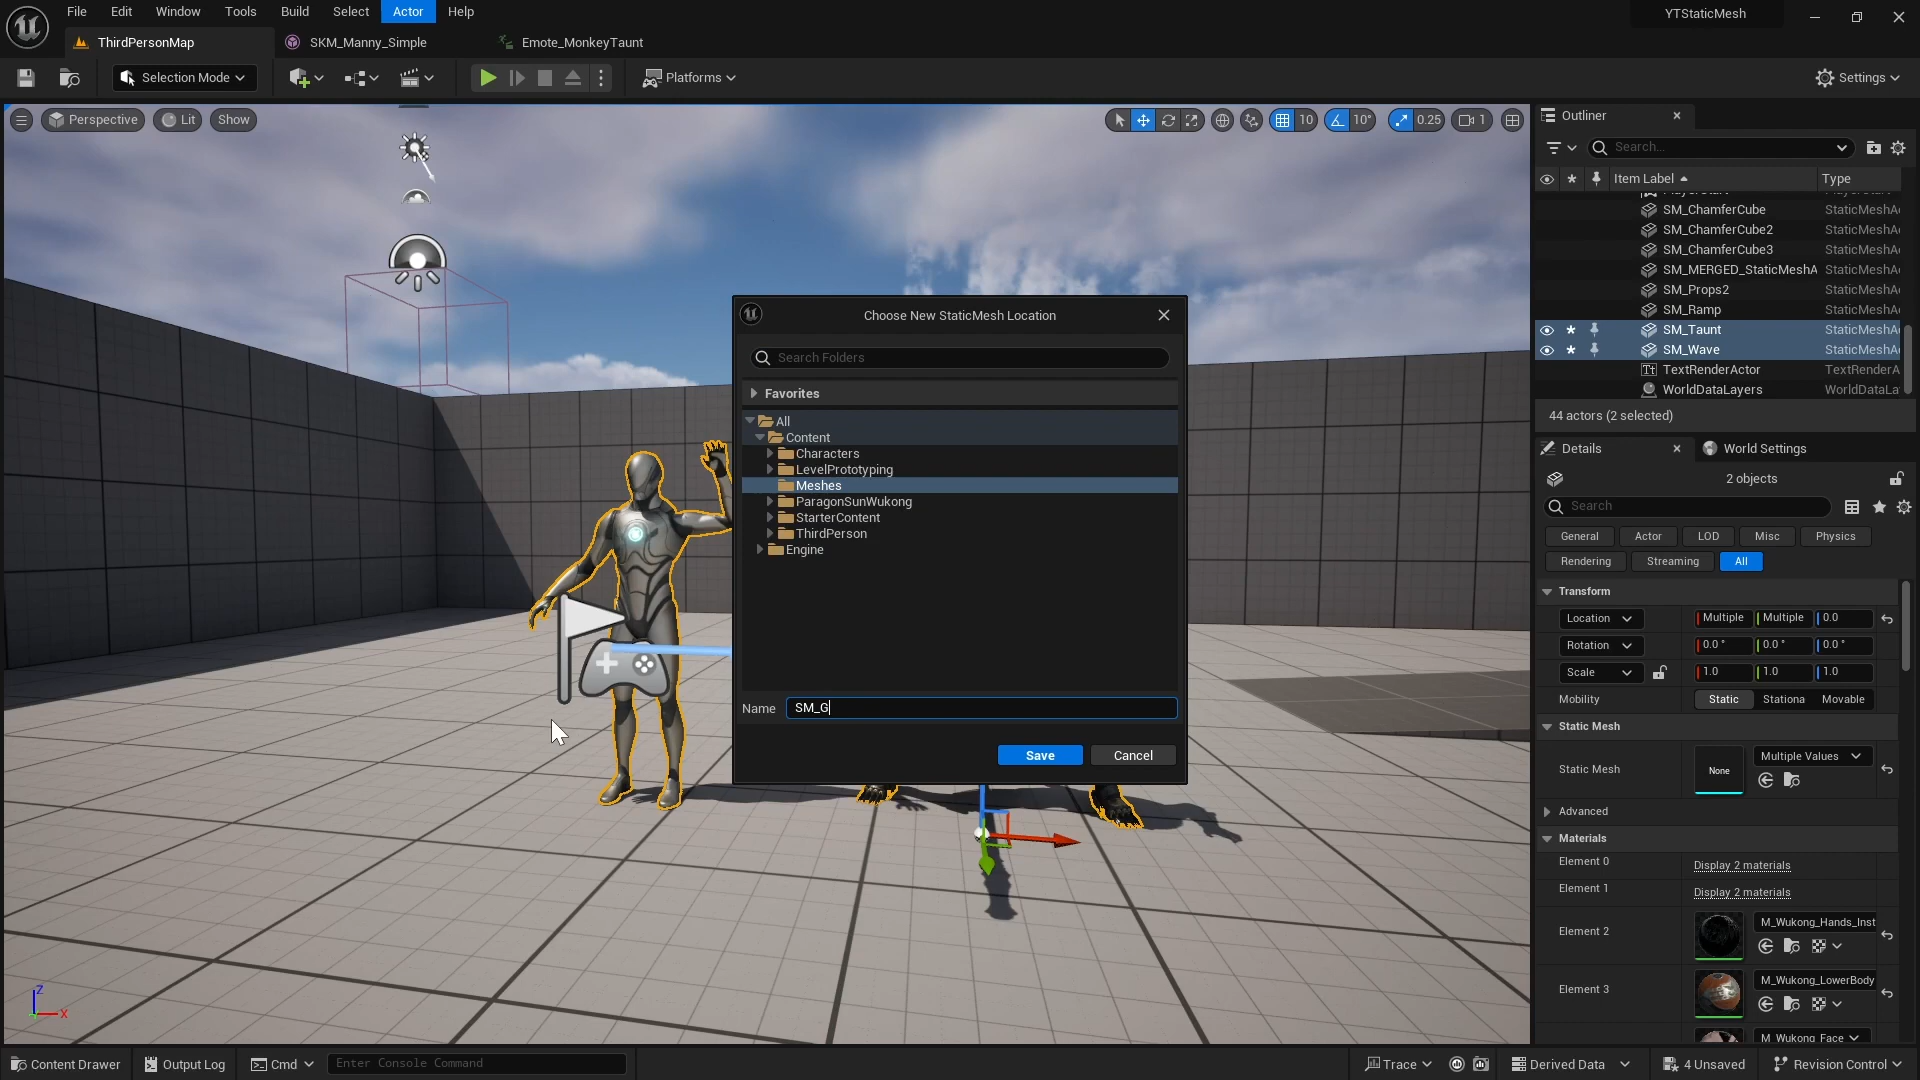 File Edit Window Tools Build Select Actor Help
YTStaticMesh
ThirdPersonMap
SKM_Manny_Simple
Emote_MonkeyTaunt
Selection Mode
Platforms
Settings
Perspective
Lit
Show
10
10°
0.25
1
Outliner
Search...
Item Label
Type
SM_ChamferCube StaticMeshA
SM_ChamferCube2 StaticMeshA
SM_ChamferCube3 StaticMeshA
SM_MERGED_StaticMeshA StaticMeshA
SM_Props2 StaticMeshA
SM_Ramp StaticMeshA
SM_Taunt StaticMeshA
SM_Wave StaticMeshA
TextRenderActor TextRenderA
WorldDataLayers WorldDataLa
44 actors (2 selected)
Choose New StaticMesh Location
Search Folders
Favorites
All
Content
Characters
LevelPrototyping
Meshes
ParagonSunWukong
StarterContent
ThirdPerson
Engine
Name SM_G
Save
Cancel
Details
World Settings
2 objects
Search
General Actor LOD Misc Physics
Rendering Streaming All
Transform
Location Multiple Multiple 0.0
Rotation 0.0 ° 0.0 ° 0.0 °
Scale 1.0 1.0 1.0
Mobility Static Stationa Movable
Static Mesh
Static Mesh None Multiple Values
Advanced
Materials
Element 0 Display 2 materials
Element 1 Display 2 materials
Element 2 M_Wukong_Hands_Inst
Element 3 M_Wukong_LowerBody
M_Wukong_Face
Z
X
Content Drawer
Output Log
Cmd
Enter Console Command
Trace
Derived Data
4 Unsaved
Revision Control